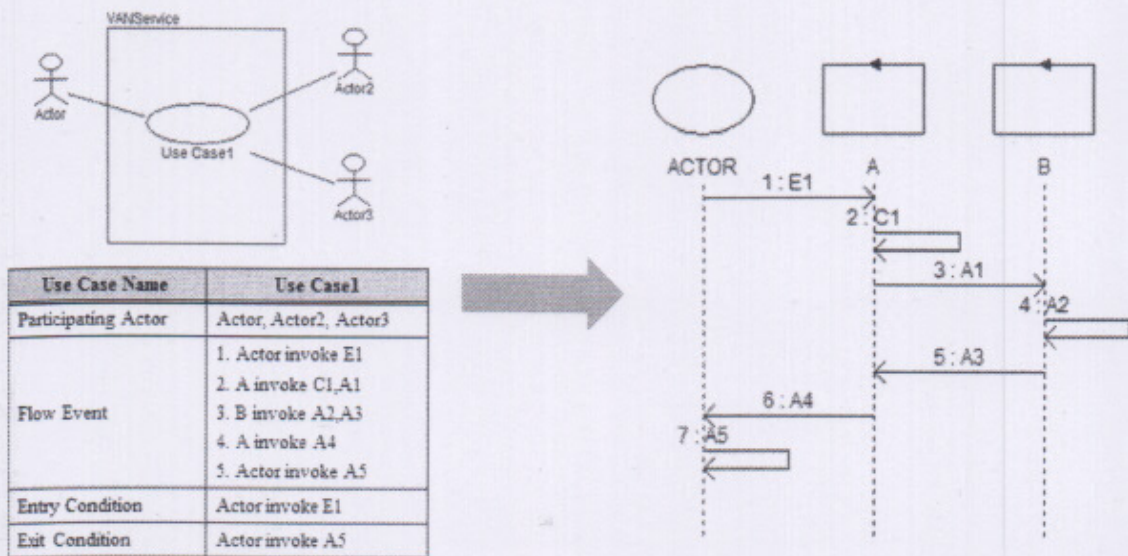 VANService
Actor
Actor2
Use Case1
Actor3
Use Case Name Use Case1
Participating Actor Actor, Actor2, Actor3
Flow Event
1. Actor invoke E1
2. A invoke C1,A1
3. B invoke A2,A3
4. A invoke A4
5. Actor invoke A5
Entry Condition Actor invoke E1
Exit Condition Actor invoke A5
ACTOR A B
1 : E1
2 : C1
3 : A1
4 : A2
5 : A3
6 : A4
7 : A5